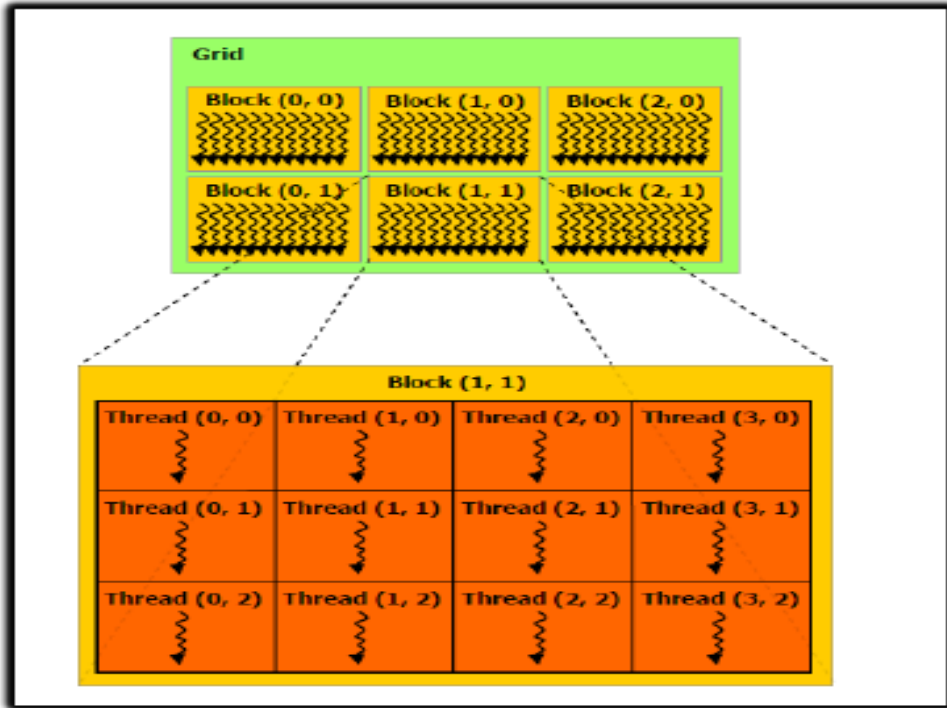 Grid
Block (0, 0) Block (1, 0) Block (2, 0)
Block (0, 1) Block (1, 1) Block (2, 1)
Block (1, 1)
Thread (0, 0) Thread (1, 0) Thread (2, 0) Thread (3, 0)
Thread (0, 1) Thread (1, 1) Thread (2, 1) Thread (3, 1)
Thread (0, 2) Thread (1, 2) Thread (2, 2) Thread (3, 2)